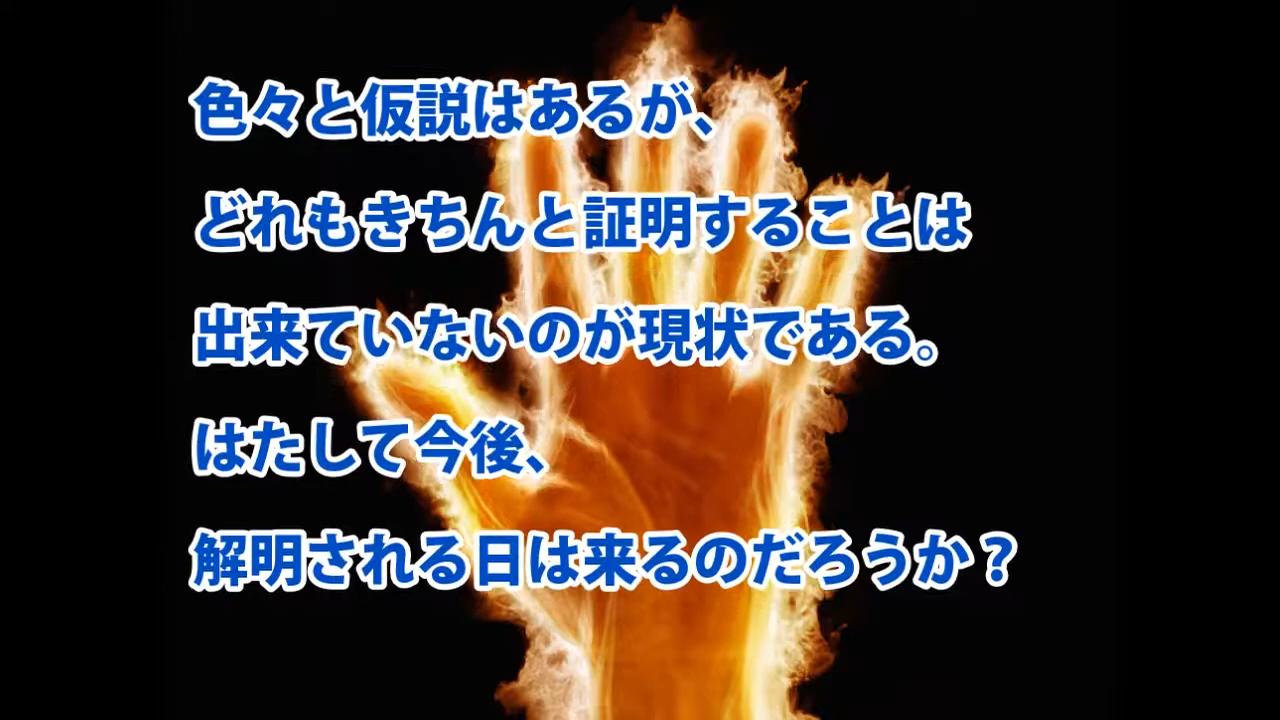 色々と仮説はあるが、
どれもきちんと証明することは
出来ていないのが現状である。
はたして今後、
解明される日は来るのだろうか？